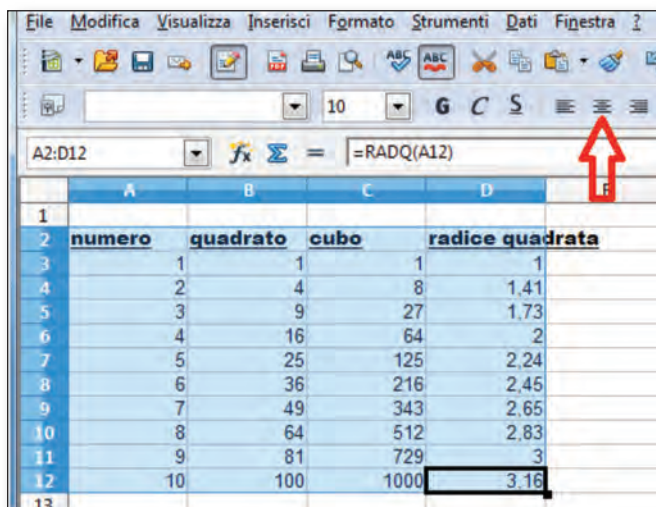 File Modifica Visualizza Inserisci Formato Strumenti Dati Finestra ?
ABC ABC
10 G C S
A2:D12 fx Σ = =RADQ(A12)
A B C D
1
2 numero quadrato cubo radice quadrata
3 1 1 1 1
4 2 4 8 1,41
5 3 9 27 1,73
6 4 16 64 2
7 5 25 125 2,24
8 6 36 216 2,45
9 7 49 343 2,65
10 8 64 512 2,83
11 9 81 729 3
12 10 100 1000 3,16
13